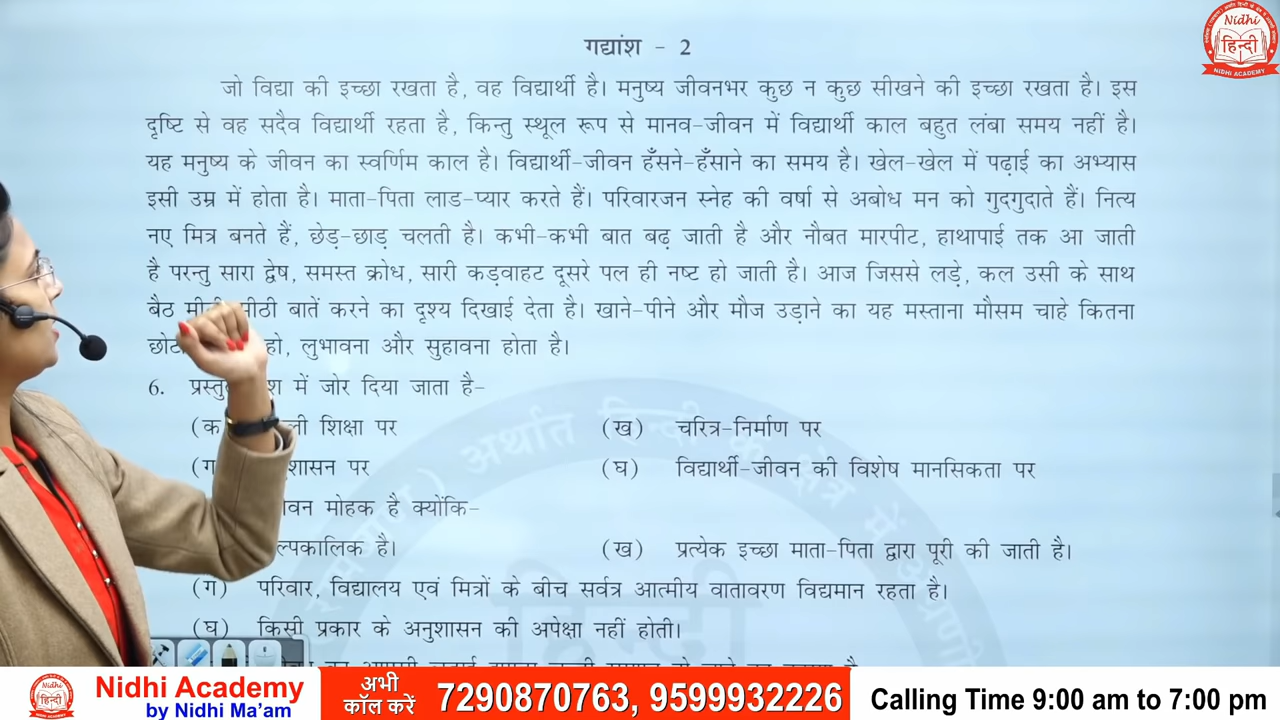 गद्यांश - 2
जो विद्या की इच्छा रखता है, वह विद्यार्थी है। मनुष्य जीवनभर कुछ न कुछ सीखने की इच्छा रखता है। इस
दृष्टि से वह सदैव विद्यार्थी रहता है, किन्तु स्थूल रूप से मानव-जीवन में विद्यार्थी काल बहुत लंबा समय नहीं है।
यह मनुष्य के जीवन का स्वर्णिम काल है। विद्यार्थी-जीवन हँसने-हँसाने का समय है। खेल-खेल में पढ़ाई का अभ्यास
इसी उम्र में होता है। माता-पिता लाड-प्यार करते हैं। परिवारजन स्नेह की वर्षा से अबोध मन को गुदगुदाते हैं। नित्य
नए मित्र बनते हैं, छेड़-छाड़ चलती है। कभी-कभी बात बढ़ जाती है और नौबत मारपीट, हाथापाई तक आ जाती
है परन्तु सारा द्वेष, समस्त क्रोध, सारी कड़वाहट दूसरे पल ही नष्ट हो जाती है। आज जिससे लड़े, कल उसी के साथ
बैठ बातें करने का दृश्य दिखाई देता है। खाने-पीने और मौज उड़ाने का यह मस्ताना मौसम चाहे कितना
हो, लुभावना और सुहावना होता है।
6. में जोर दिया जाता है-
(क शिक्षा पर
(ख) चरित्र-निर्माण पर
(ग पर
(घ) विद्यार्थी-जीवन की विशेष मानसिकता पर
मोहक है क्योंकि-
है।
(ख) प्रत्येक इच्छा माता-पिता द्वारा पूरी की जाती है।
(ग) परिवार, विद्यालय एवं मित्रों के बीच सर्वत्र आत्मीय वातावरण विद्यमान रहता है।
(घ) किसी प्रकार के अनुशासन की अपेक्षा नहीं होती।
Nidhi
हिन्दी
NIDHI ACADEMY
Nidhi Academy
by Nidhi Ma'am
अभी
कॉल करें
7290870763, 9599932226
Calling Time 9:00 am to 7:00 pm